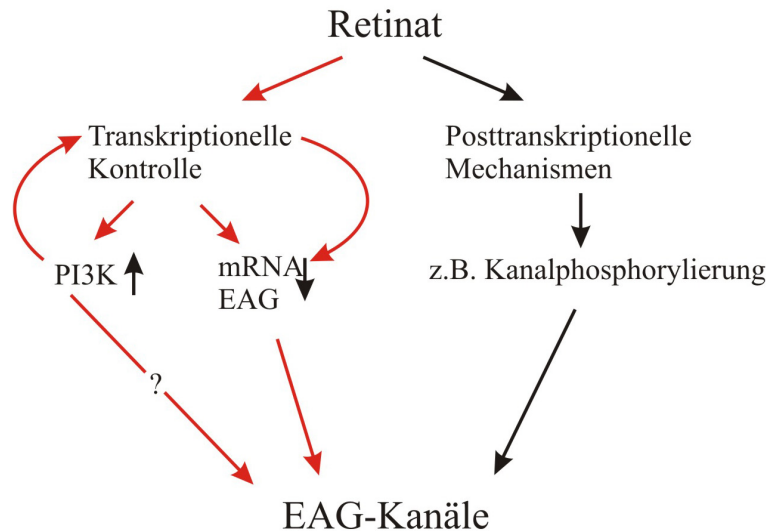 Retinat
Transkriptionelle
Kontrolle
Posttranskriptionelle
Mechanismen
PI3K
mRNA
EAG
z.B. Kanalphosphorylierung
?
EAG-Kanäle